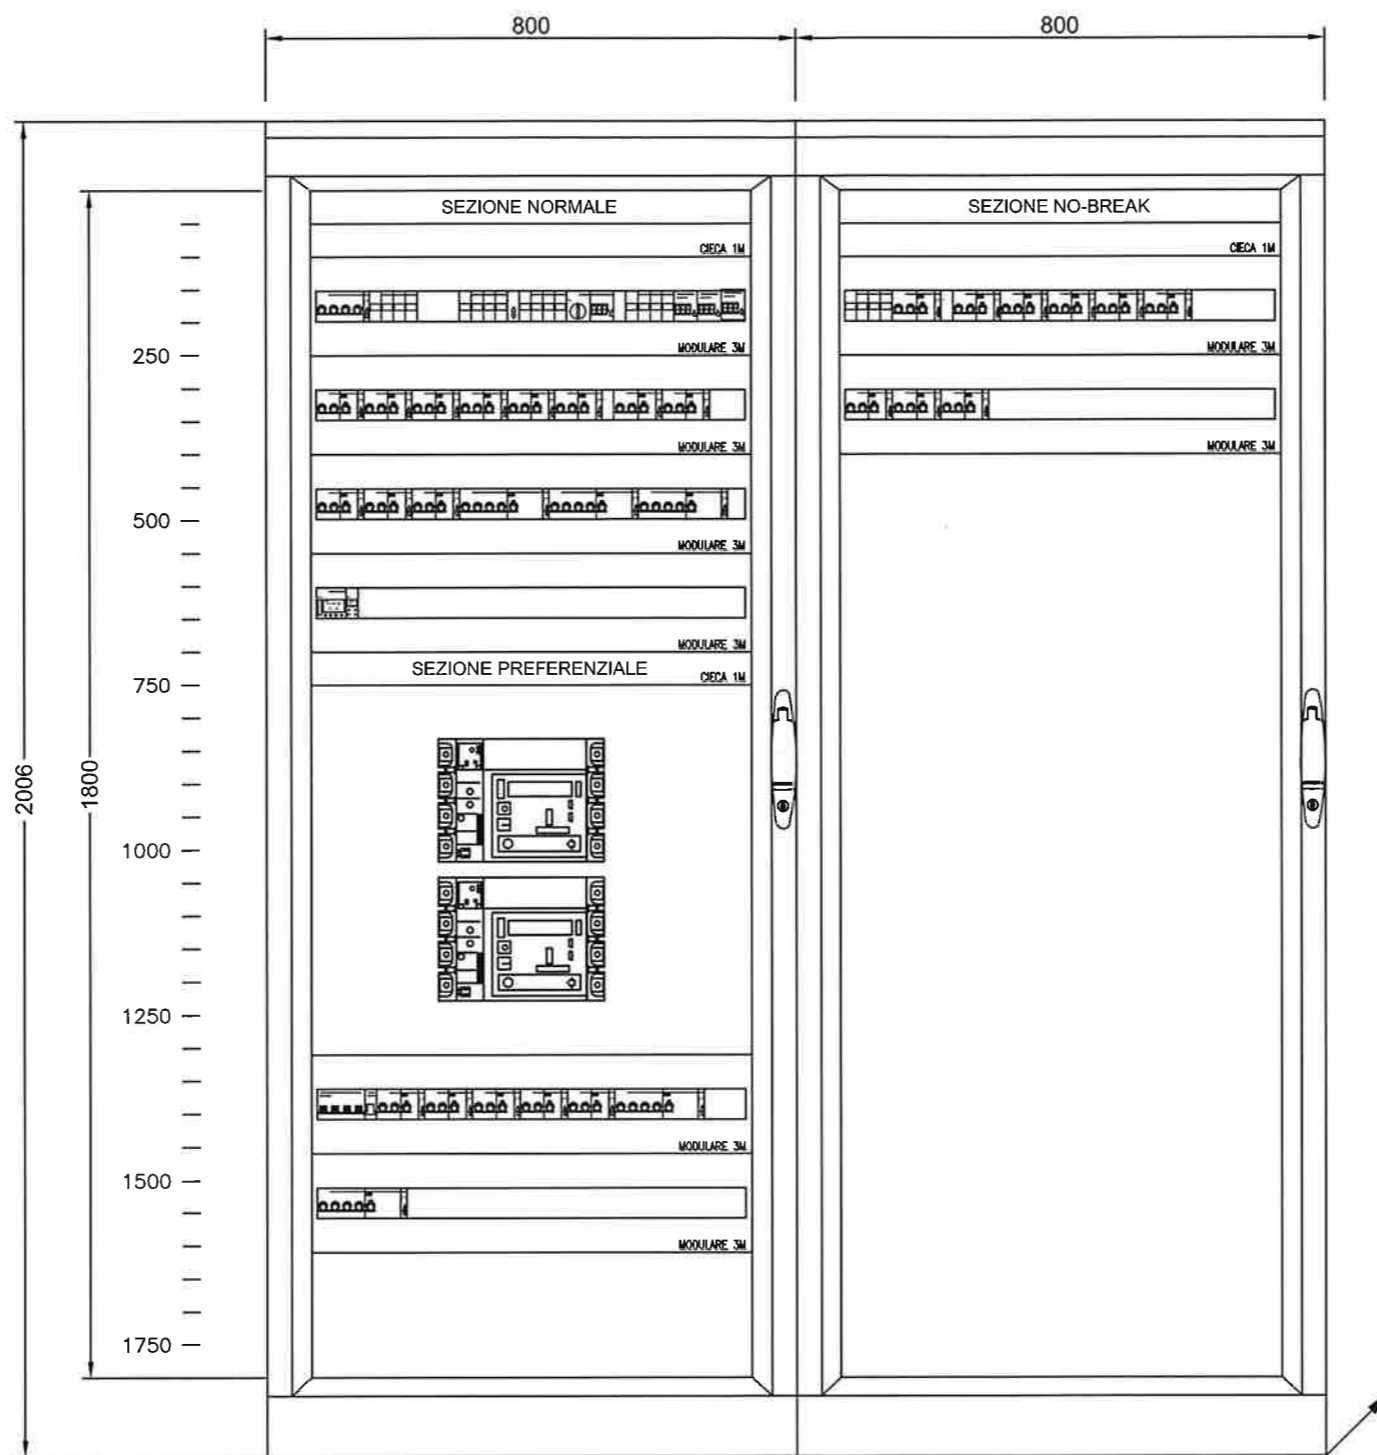 800 800
SEZIONE NORMALE SEZIONE NO-BREAK
CIECA 1M CIECA 1M
MODULARE 3M MODULARE 3M
250
MODULARE 3M MODULARE 3M
500
MODULARE 3M
MODULARE 3M
SEZIONE PREFERENZIALE CIECA 1M
750
2006
1800
1000
1250
MODULARE 3M
1500
MODULARE 3M
1750